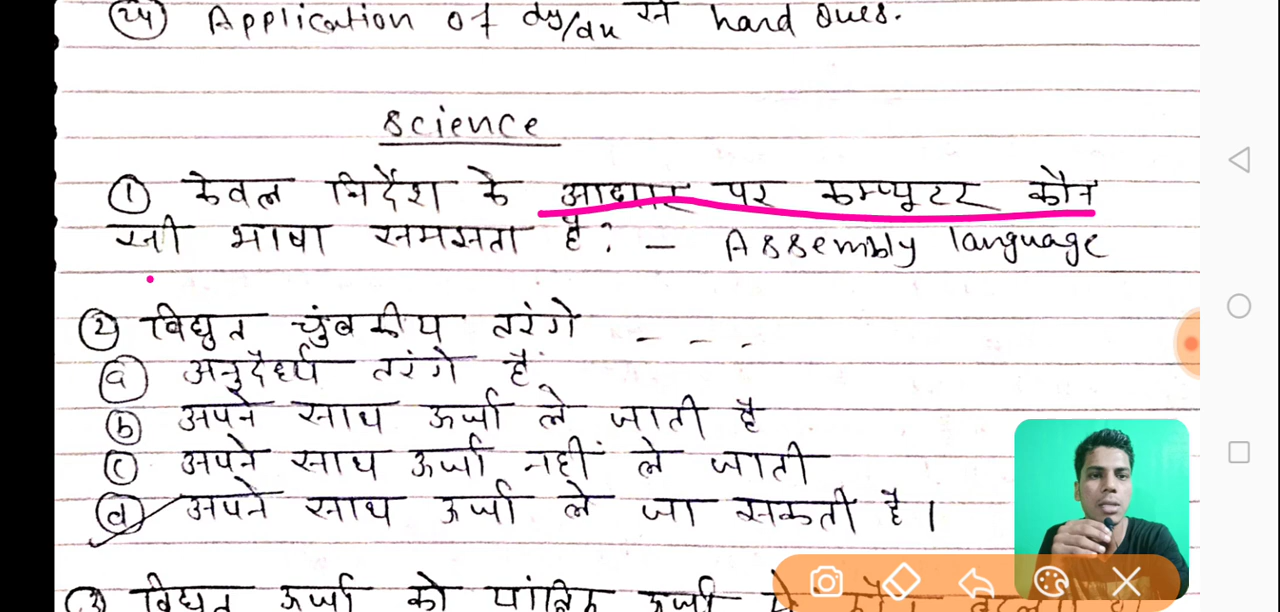 (24) Application of dy/dx से hard Ques.
Science
① केवल निर्देश के आधार पर कम्प्यूटर कौन
सी भाषा समझता है? – Assembly language
② विद्युत चुंबकीय तरंगे - - - -
(a) अनुदैर्ध्य तरंगे है
(b) अपने साथ ऊर्जा ले जाती है
(c) अपने साथ ऊर्जा नहीं ले जाती
(d) अपने साथ ऊर्जा ले जा सकती है।
③ विद्युत ऊर्जा को यांत्रिक ऊर्जा मे कौन बदलता है